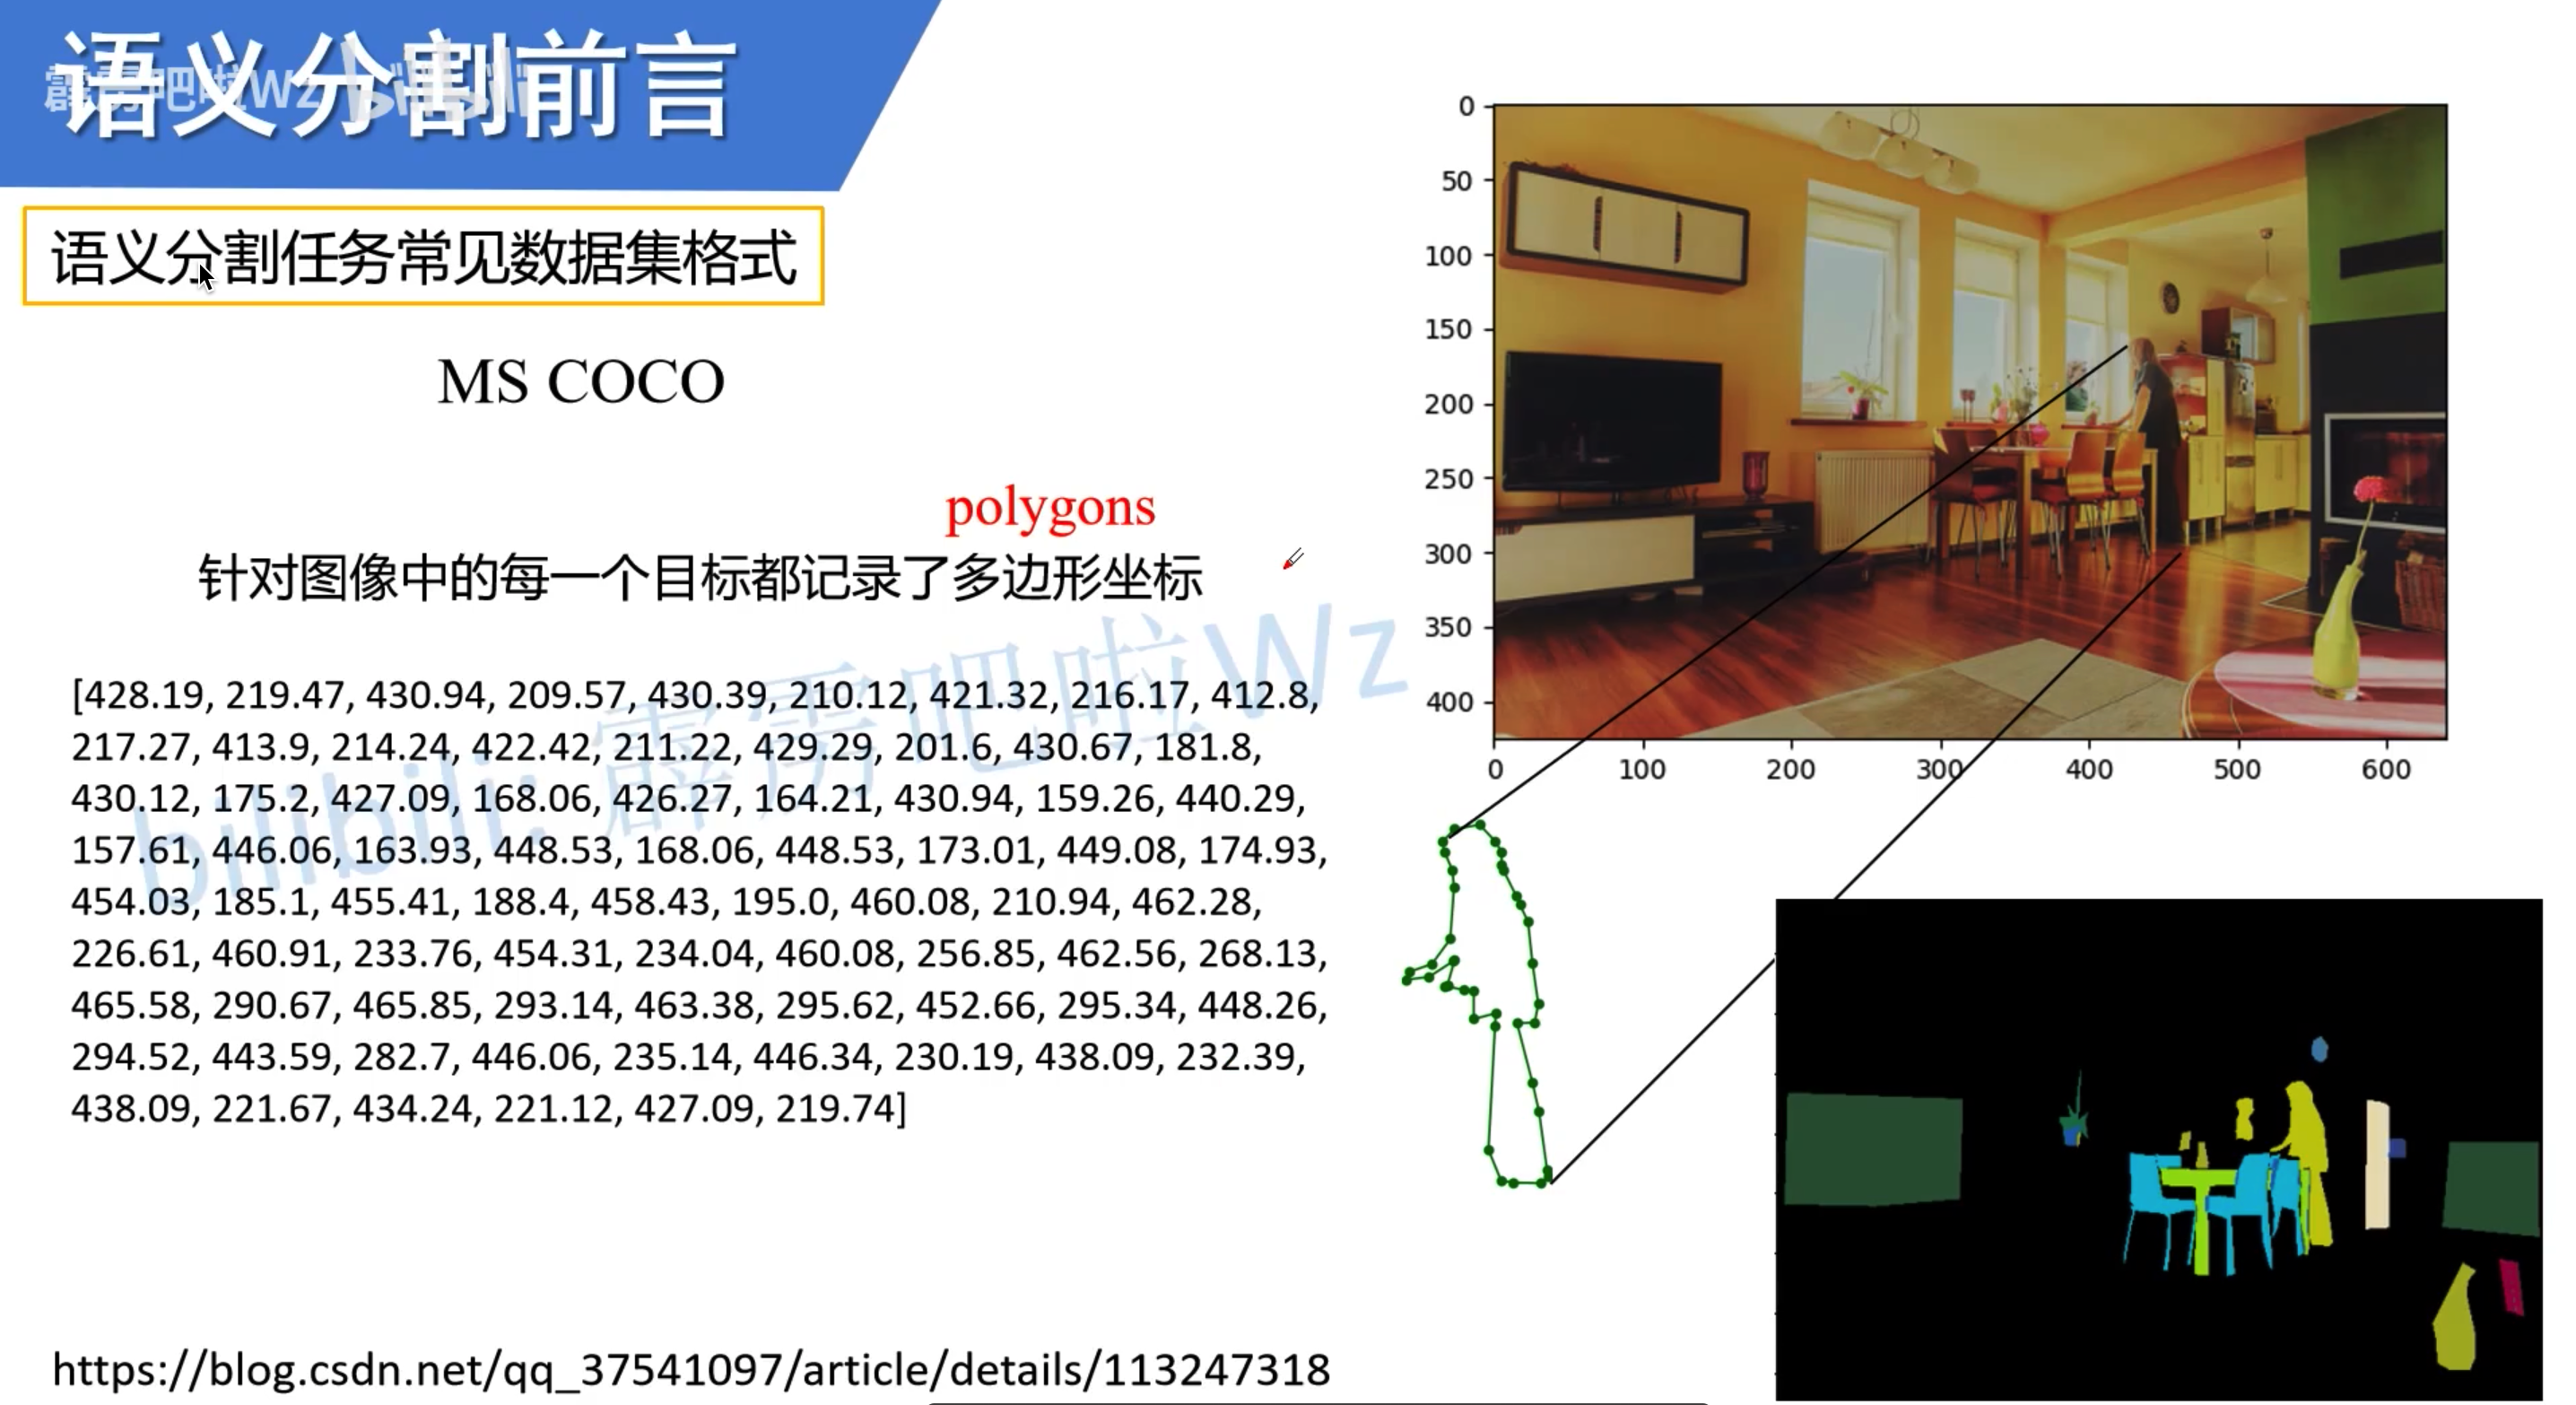 语义分割前言
霹雳吧啦Wz bilibili
语义分割任务常见数据集格式
MS COCO
polygons
针对图像中的每一个目标都记录了多边形坐标
[428.19, 219.47, 430.94, 209.57, 430.39, 210.12, 421.32, 216.17, 412.8,
217.27, 413.9, 214.24, 422.42, 211.22, 429.29, 201.6, 430.67, 181.8,
430.12, 175.2, 427.09, 168.06, 426.27, 164.21, 430.94, 159.26, 440.29,
157.61, 446.06, 163.93, 448.53, 168.06, 448.53, 173.01, 449.08, 174.93,
454.03, 185.1, 455.41, 188.4, 458.43, 195.0, 460.08, 210.94, 462.28,
226.61, 460.91, 233.76, 454.31, 234.04, 460.08, 256.85, 462.56, 268.13,
465.58, 290.67, 465.85, 293.14, 463.38, 295.62, 452.66, 295.34, 448.26,
294.52, 443.59, 282.7, 446.06, 235.14, 446.34, 230.19, 438.09, 232.39,
438.09, 221.67, 434.24, 221.12, 427.09, 219.74]
bilibili: 霹雳吧啦Wz
https://blog.csdn.net/qq_37541097/article/details/113247318
0
50
100
150
200
250
300
350
400
0 100 200 300 400 500 600